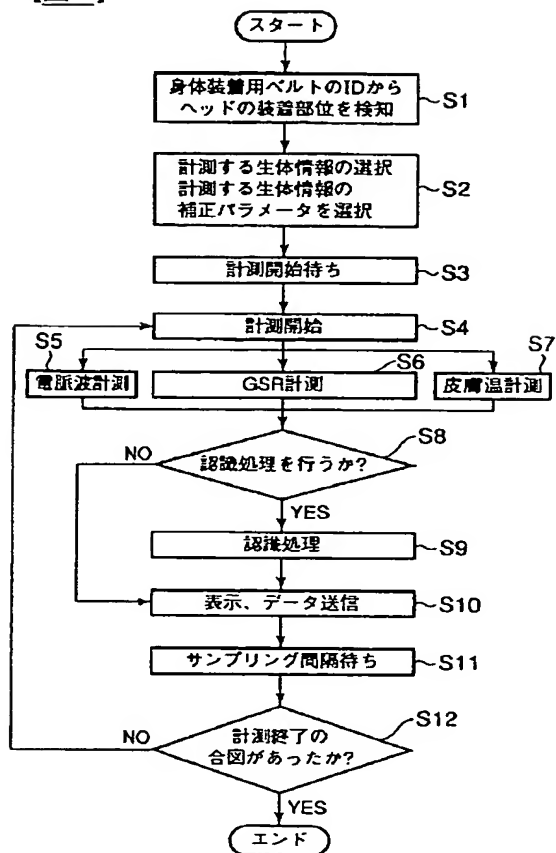 スタート
身体装着用ベルトのIDから
ヘッドの装着部位を検知
S1
計測する生体情報の選択
計測する生体情報の
補正パラメータを選択
S2
計測開始待ち
S3
計測開始
S4
S5
電脈波計測
S6
GSR計測
S7
皮膚温計測
S8
認識処理を行うか?
NO
YES
認識処理
S9
表示、データ送信
S10
サンプリング間隔待ち
S11
S12
計測終了の
合図があったか?
NO
YES
エンド